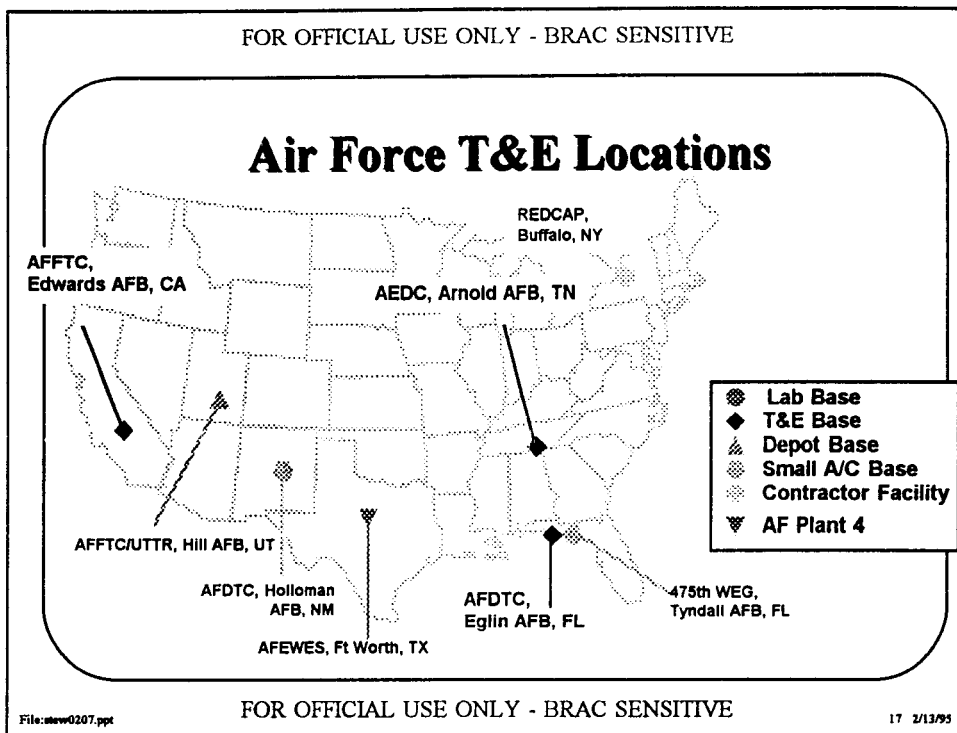 FOR OFFICIAL USE ONLY - BRAC SENSITIVE
Air Force T&E Locations
REDCAP,
Buffalo, NY
AFFTC,
Edwards AFB, CA
AEDC, Arnold AFB, TN
Lab Base
T&E Base
Depot Base
Small A/C Base
Contractor Facility
AF Plant 4
AFFTC/UTTR, Hill AFB, UT
AFDTC, Holloman
AFB, NM
AFEWES, Ft Worth, TX
AFDTC,
Eglin AFB, FL
475th WEG,
Tyndall AFB, FL
FOR OFFICIAL USE ONLY - BRAC SENSITIVE
File:stew0207.ppt
17 2/13/95